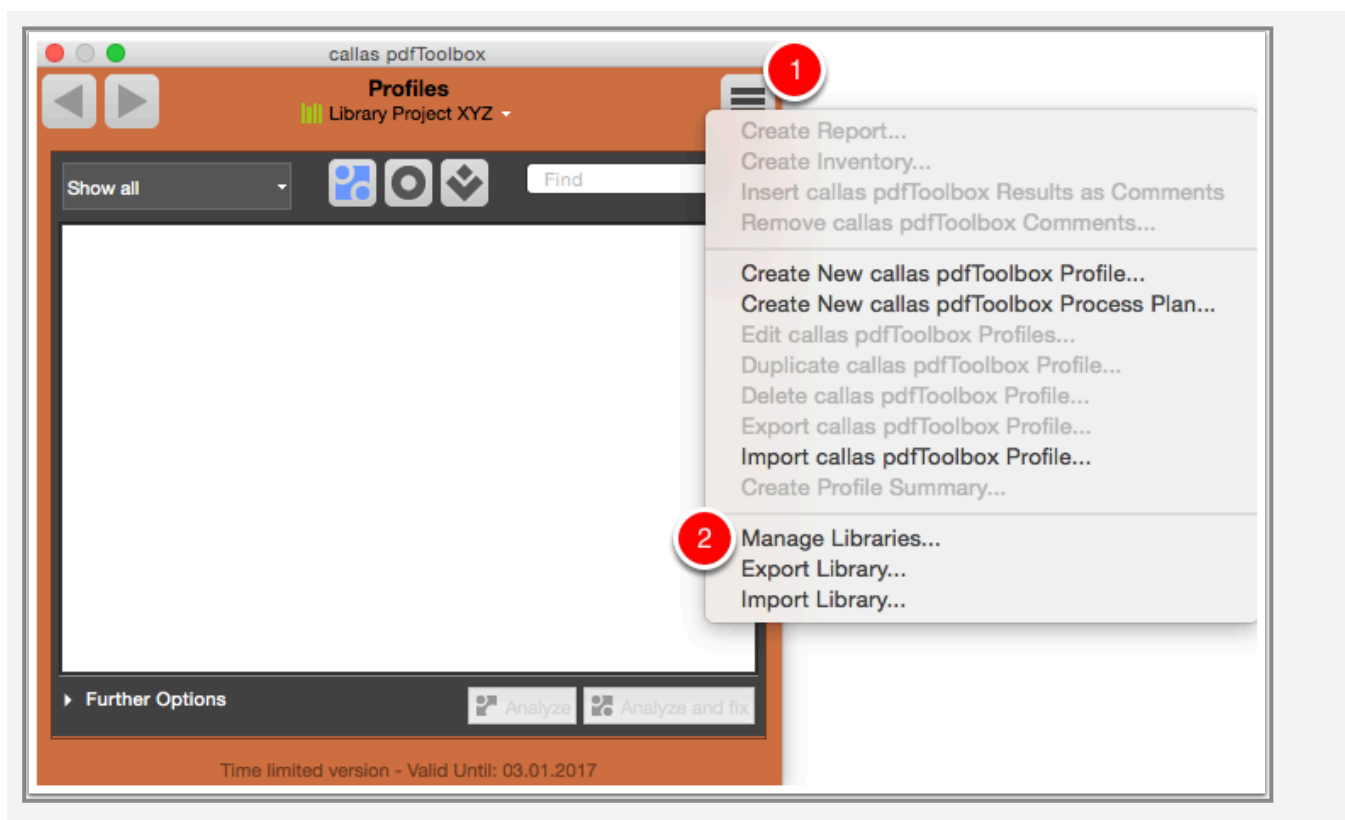 callas pdfToolbox
1
Profiles
Library Project XYZ
Show all
Find
Create Report...
Create Inventory...
Insert callas pdfToolbox Results as Comments
Remove callas pdfToolbox Comments...
Create New callas pdfToolbox Profile...
Create New callas pdfToolbox Process Plan...
Edit callas pdfToolbox Profiles...
Duplicate callas pdfToolbox Profile...
Delete callas pdfToolbox Profile...
Export callas pdfToolbox Profile...
Import callas pdfToolbox Profile...
Create Profile Summary...
2
Manage Libraries...
Export Library...
Import Library...
Further Options
Analyze
Analyze and fix
Time limited version - Valid Until: 03.01.2017